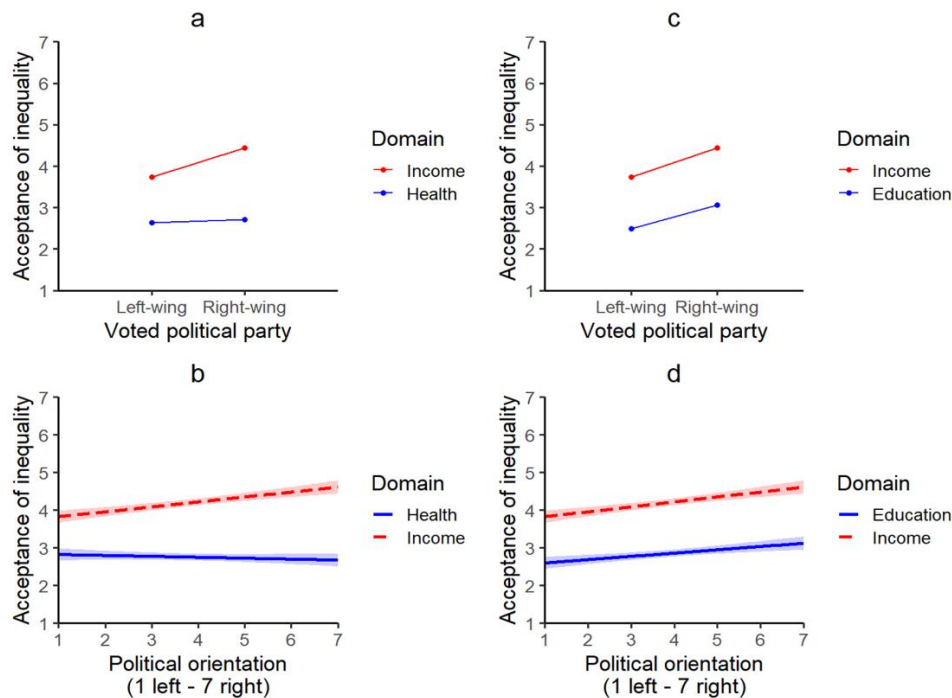 a
Acceptance of inequality
7
6
5
4
3
2
1
Left-wing Right-wing
Voted political party
Domain
Income
Health
c
Acceptance of inequality
7
6
5
4
3
2
1
Left-wing Right-wing
Voted political party
Domain
Income
Education
b
Acceptance of inequality
7
6
5
4
3
2
1
1 2 3 4 5 6 7
Political orientation
(1 left - 7 right)
Domain
Health
Income
d
Acceptance of inequality
7
6
5
4
3
2
1
1 2 3 4 5 6 7
Political orientation
(1 left - 7 right)
Domain
Education
Income